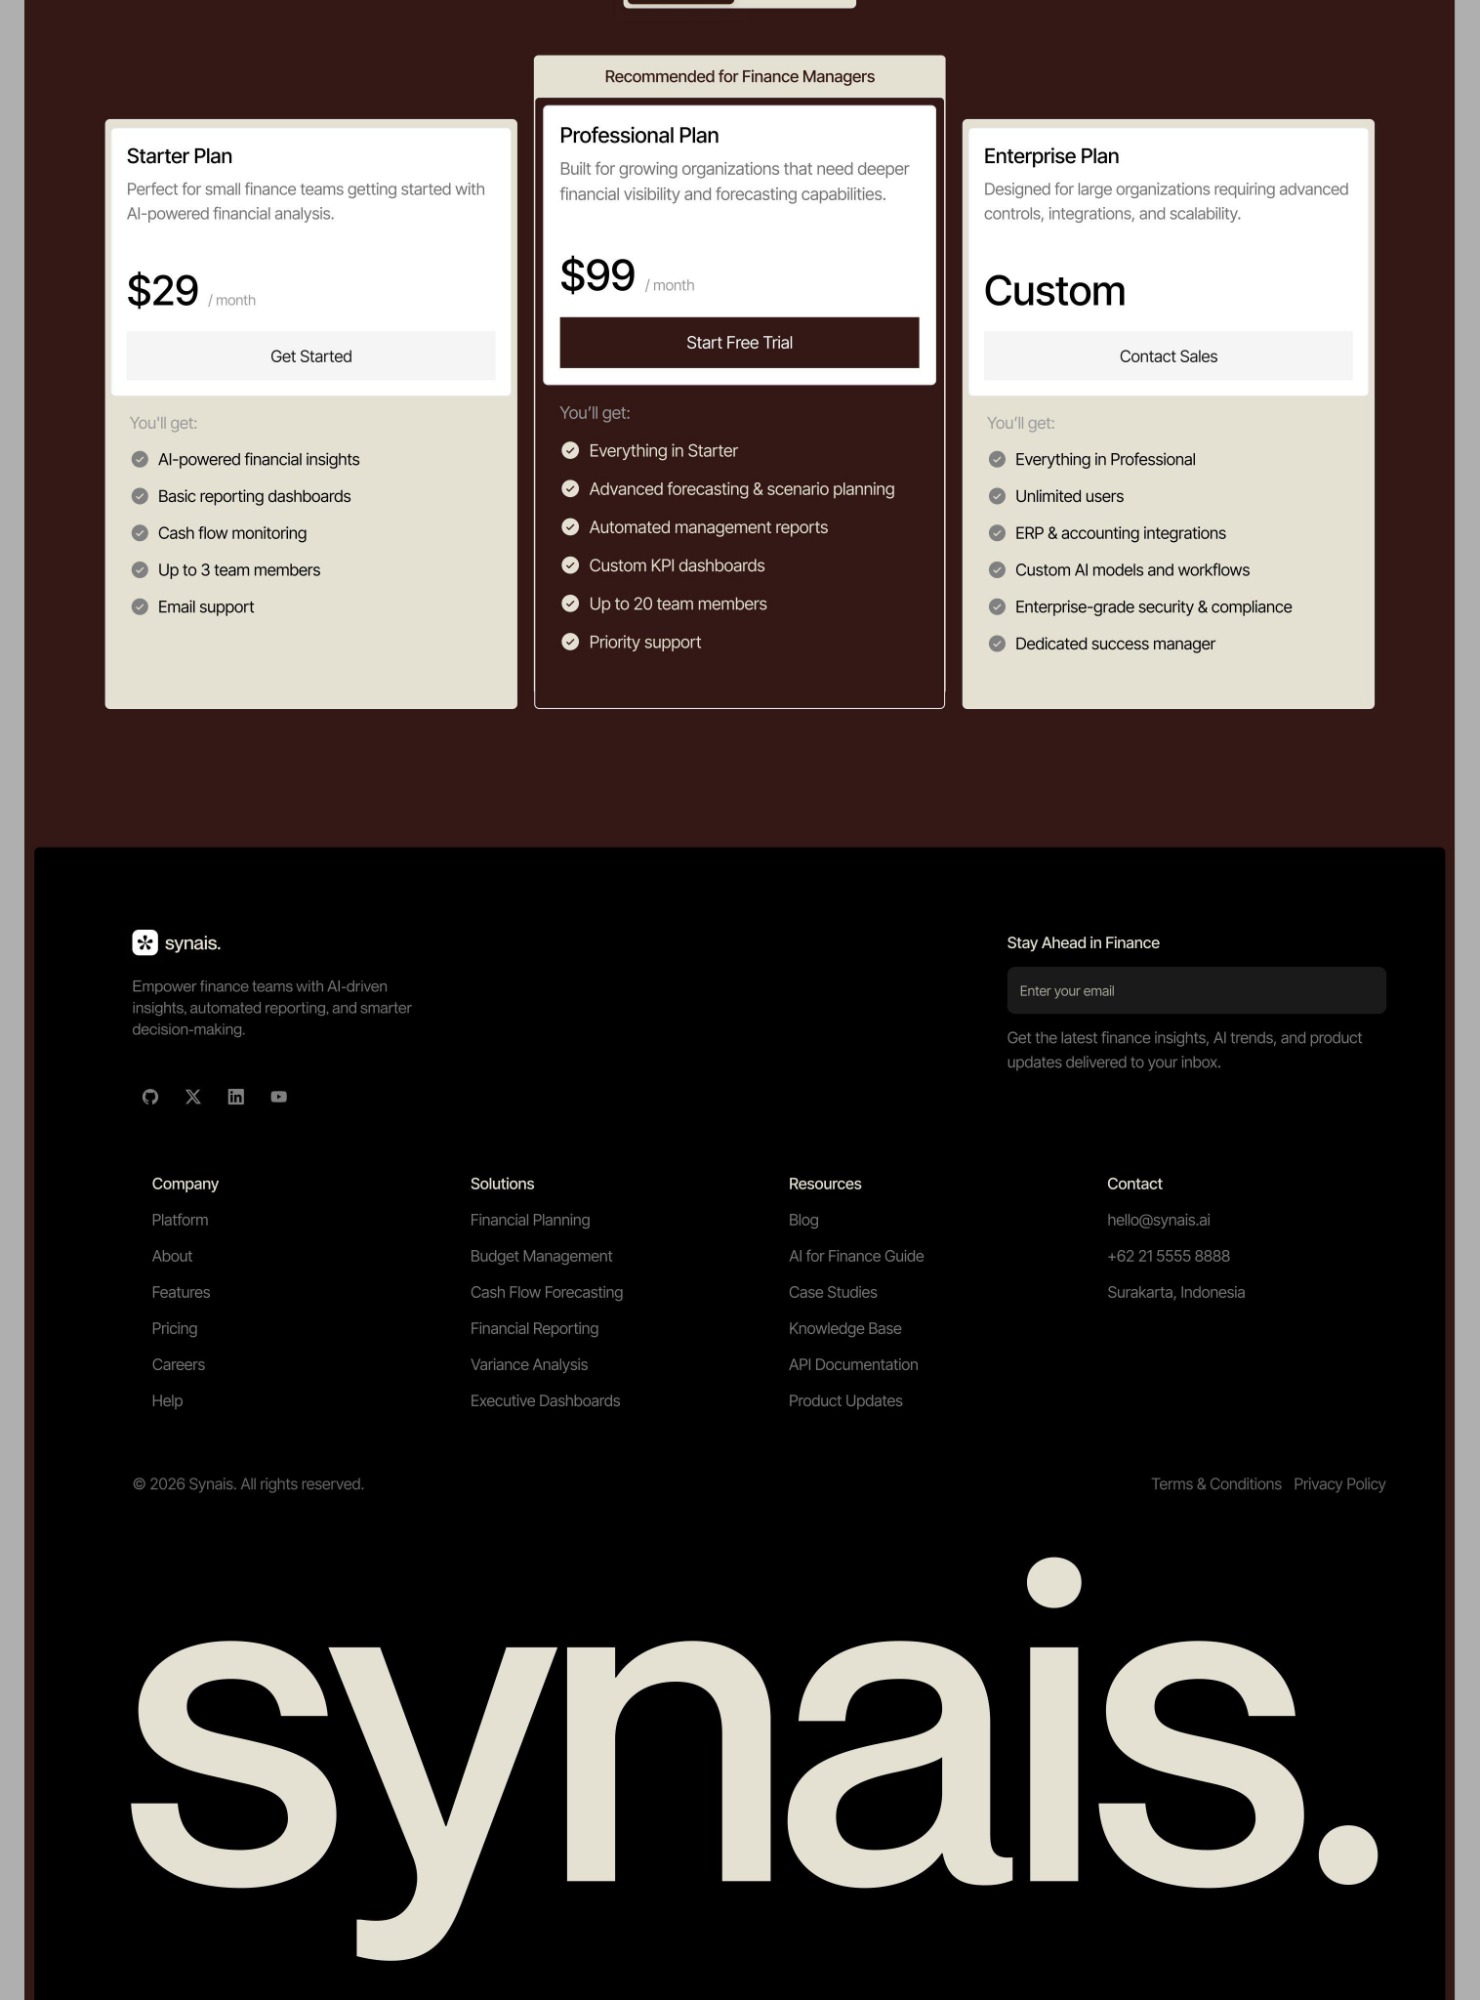 Recommended for Finance Managers
Starter Plan
Perfect for small finance teams getting started with
AI-powered financial analysis.
$29 / month
Get Started
You'll get:
AI-powered financial insights
Basic reporting dashboards
Cash flow monitoring
Up to 3 team members
Email support
Professional Plan
Built for growing organizations that need deeper
financial visibility and forecasting capabilities.
$99 / month
Start Free Trial
You'll get:
Everything in Starter
Advanced forecasting & scenario planning
Automated management reports
Custom KPI dashboards
Up to 20 team members
Priority support
Enterprise Plan
Designed for large organizations requiring advanced
controls, integrations, and scalability.
Custom
Contact Sales
You'll get:
Everything in Professional
Unlimited users
ERP & accounting integrations
Custom AI models and workflows
Enterprise-grade security & compliance
Dedicated success manager
synais.
Empower finance teams with AI-driven
insights, automated reporting, and smarter
decision-making.
Stay Ahead in Finance
Enter your email
Get the latest finance insights, AI trends, and product
updates delivered to your inbox.
Company
Platform
About
Features
Pricing
Careers
Help
Solutions
Financial Planning
Budget Management
Cash Flow Forecasting
Financial Reporting
Variance Analysis
Executive Dashboards
Resources
Blog
AI for Finance Guide
Case Studies
Knowledge Base
API Documentation
Product Updates
Contact
hello@synais.ai
+62 21 5555 8888
Surakarta, Indonesia
© 2026 Synais. All rights reserved.
Terms & Conditions Privacy Policy
synais.